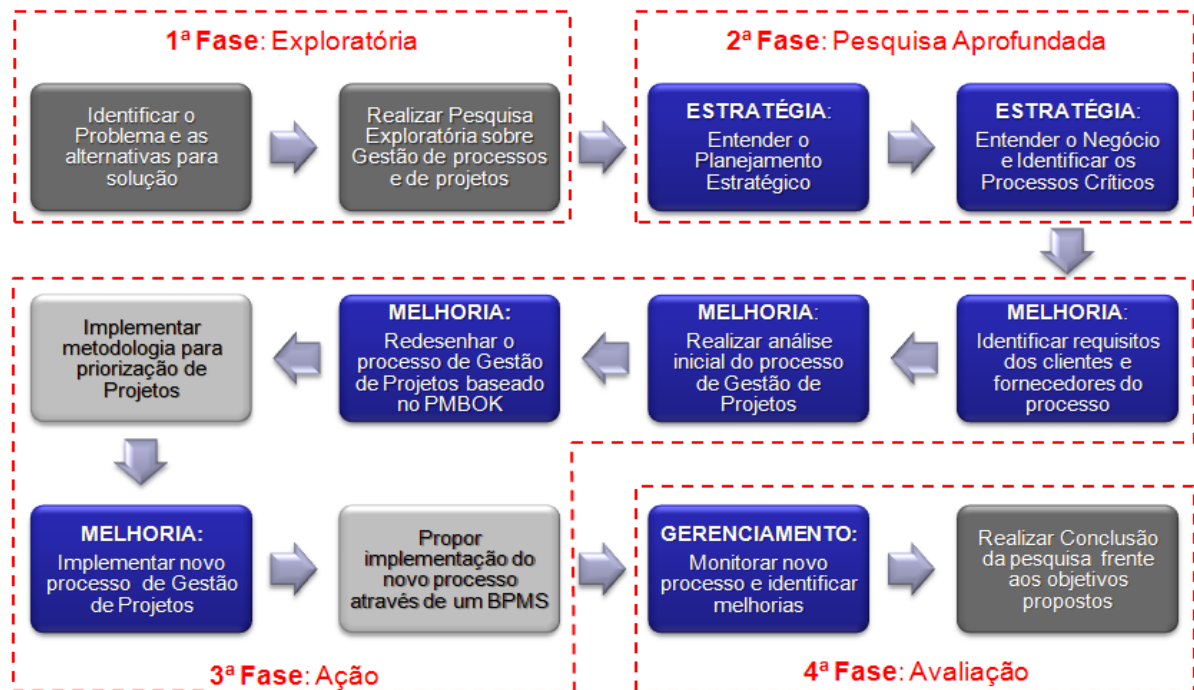 1ª Fase: Exploratória
Identificar o
Problema e as
alternativas para
solução
Realizar Pesquisa
Exploratória sobre
Gestão de processos
e de projetos
2ª Fase: Pesquisa Aprofundada
ESTRATÉGIA:
Entender o
Planejamento
Estratégico
ESTRATÉGIA:
Entender o Negócio
e Identificar os
Processos Críticos
MELHORIA:
Identificar requisitos
dos clientes e
fornecedores do
processo
MELHORIA:
Realizar análise
inicial do processo
de Gestão de
Projetos
MELHORIA:
Redesenhar o
processo de Gestão
de Projetos baseado
no PMBOK
Implementar
metodologia para
priorização de
Projetos
MELHORIA:
Implementar novo
processo de Gestão
de Projetos
Propor
implementação do
novo processo
através de um BPMS
3ª Fase: Ação
GERENCIAMENTO:
Monitorar novo
processo e identificar
melhorias
Realizar Conclusão
da pesquisa frente
aos objetivos
propostos
4ª Fase: Avaliação